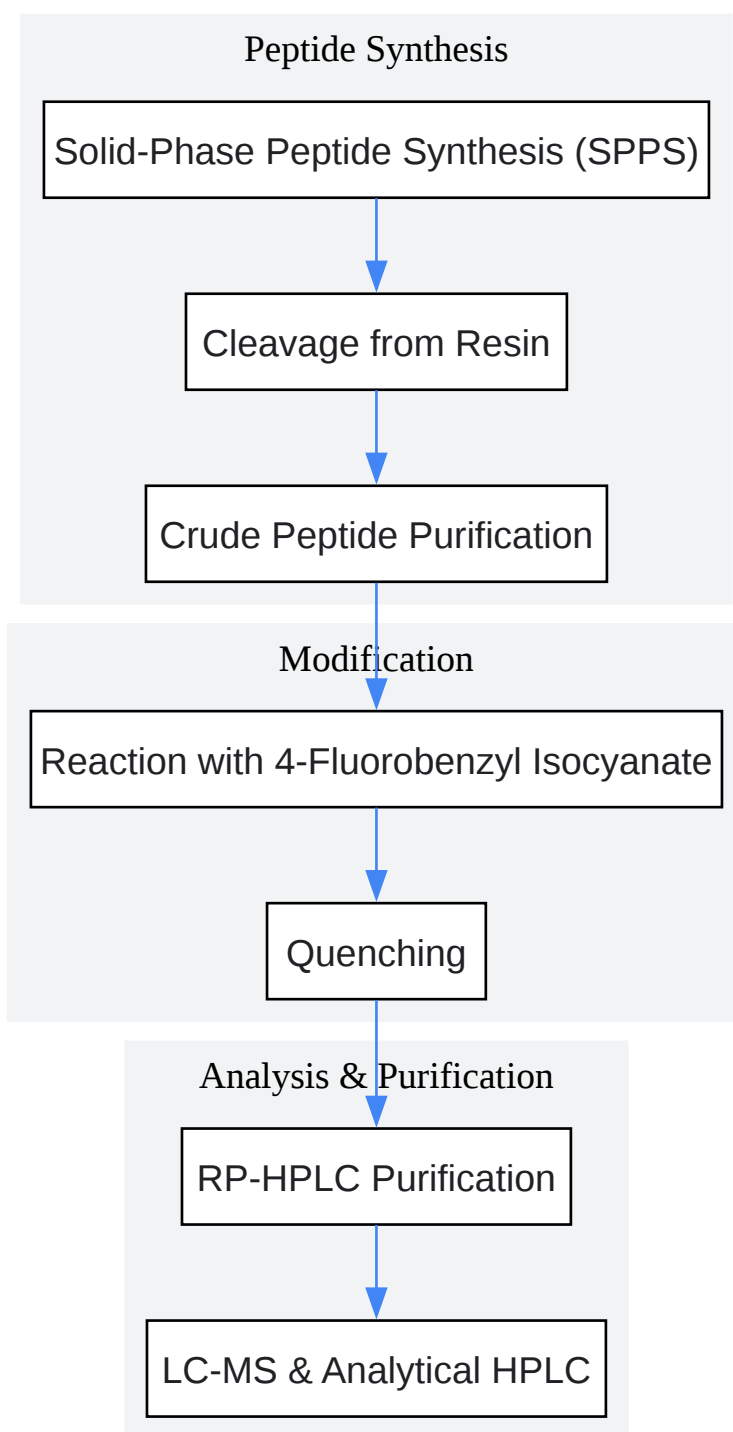 Peptide Synthesis
Solid-Phase Peptide Synthesis (SPPS)
Cleavage from Resin
Crude Peptide Purification
Modification
Reaction with 4-Fluorobenzyl Isocyanate
Quenching
Analysis & Purification
RP-HPLC Purification
LC-MS & Analytical HPLC